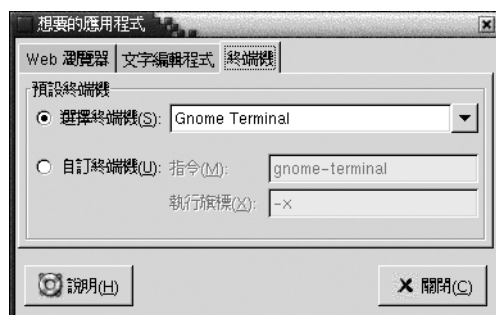 想要的應用程式
Web 瀏覽器 文字編輯程式 終端機
預設終端機
選擇終端機(S): Gnome Terminal
自訂終端機(U): 指令(M): gnome-terminal
執行旗標(X): -x
說明(H) 關閉(C)